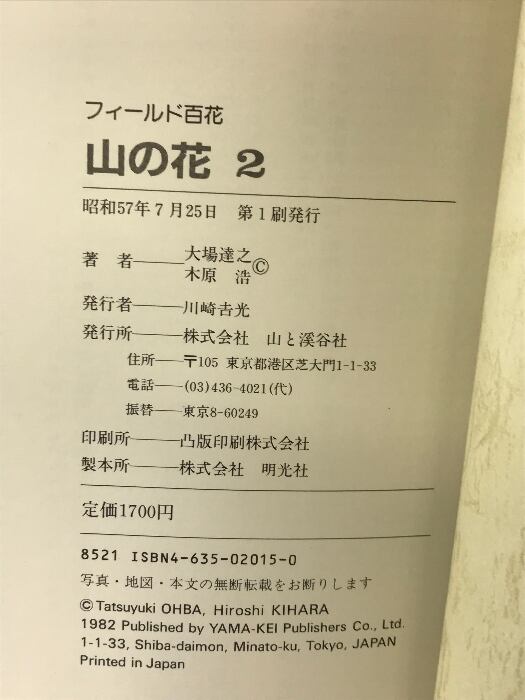 フィールド百花
山の花 2
昭和57年7月25日 第1刷発行
著 者――大場達之
木原 浩 ©
発行者――川崎吉光
発行所――株式会社 山と溪谷社
住所――〒105 東京都港区芝大門1-1-33
電話――(03)436-4021(代)
振替――東京8-60249
印刷所――凸版印刷株式会社
製本所――株式会社 明光社
定価1700円
8521 ISBN4-635-02015-0
写真・地図・本文の無断転載をお断りします
©Tatsuyuki OHBA, Hiroshi KIHARA
1982 Published by YAMA-KEI Publishers Co., Ltd.
1-1-33, Shiba-daimon, Minato-ku, Tokyo, JAPAN
Printed in Japan